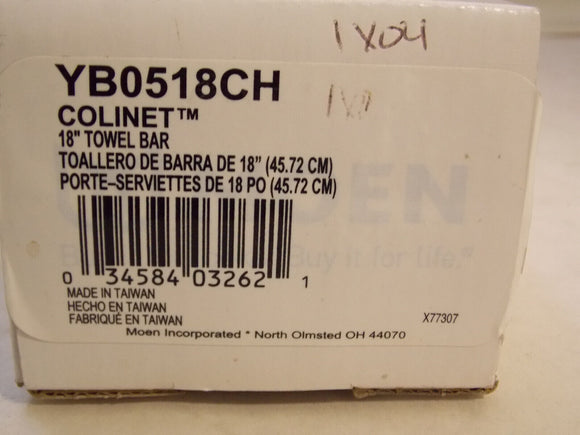 1X04
YB0518CH
1X
COLINET™
18" TOWEL BAR
TOALLERO DE BARRA DE 18" (45.72 CM)
PORTE–SERVIETTES DE 18 PO (45.72 CM)
Buy it for life.®
0 34584 03262 1
MADE IN TAIWAN
HECHO EN TAIWAN
FABRIQUÉ EN TAIWAN
X77307
Moen Incorporated * North Olmsted OH 44070